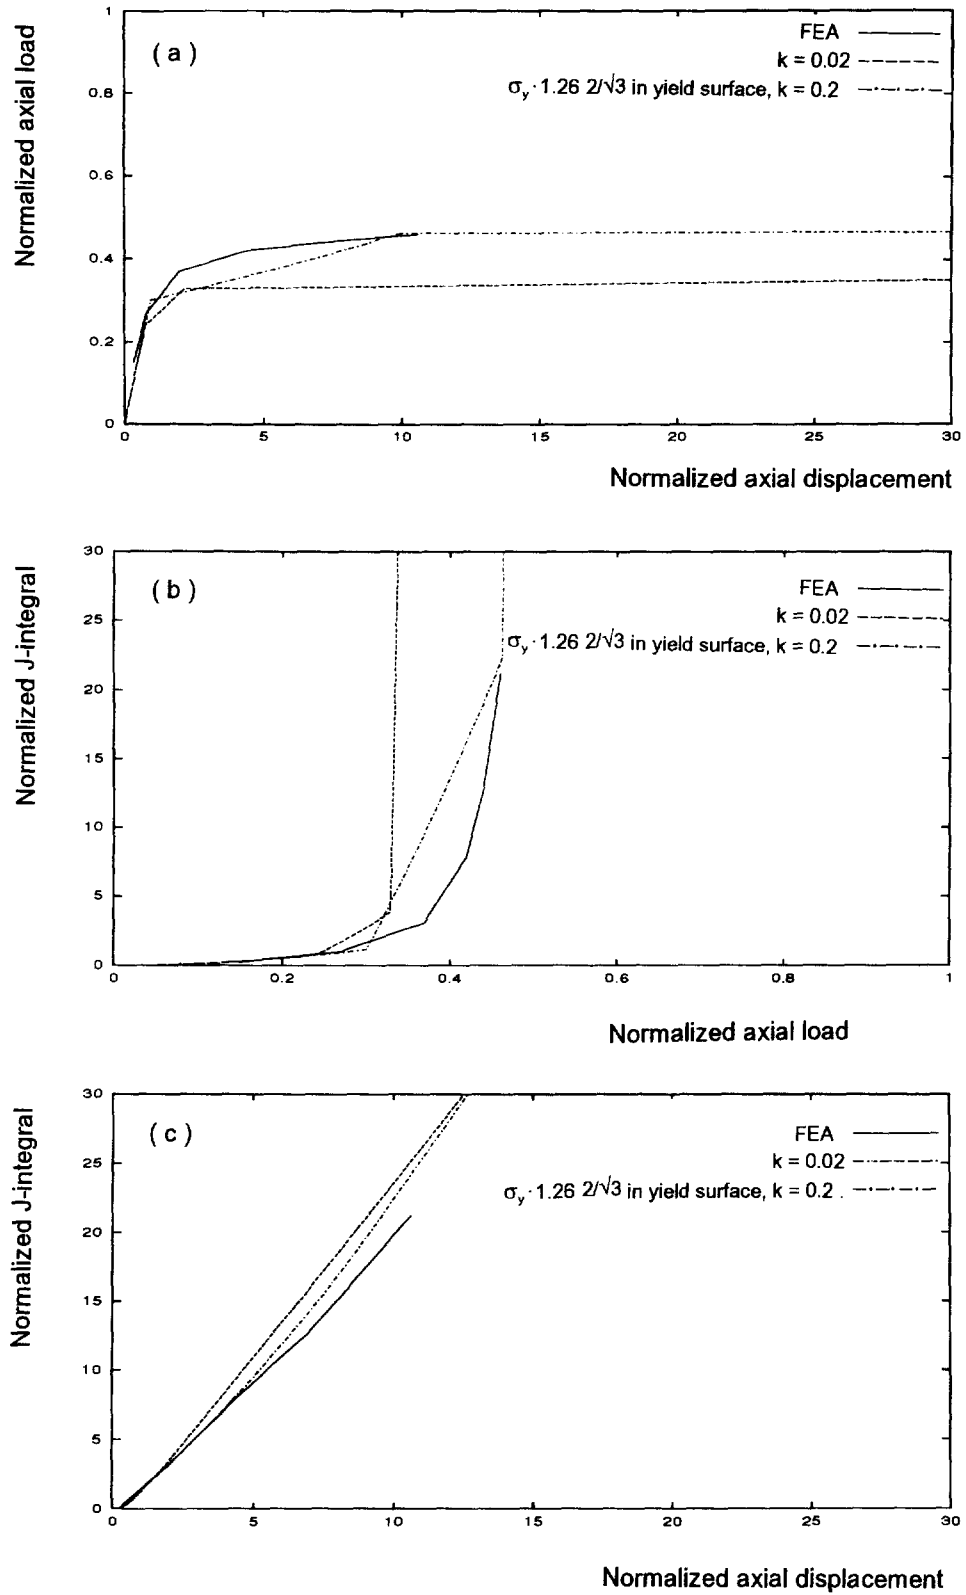 ( a )
FEA
k = 0.02
σy · 1.26 2/√3 in yield surface, k = 0.2
Normalized axial load
1
0.8
0.6
0.4
0.2
0
0 5 10 15 20 25 30
Normalized axial displacement
( b )
FEA
k = 0.02
σy · 1.26 2/√3 in yield surface, k = 0.2
Normalized J-integral
30
25
20
15
10
5
0
0 0.2 0.4 0.6 0.8 1
Normalized axial load
( c )
FEA
k = 0.02
σy · 1.26 2/√3 in yield surface, k = 0.2 .
Normalized J-integral
30
25
20
15
10
5
0
0 5 10 15 20 25 30
Normalized axial displacement